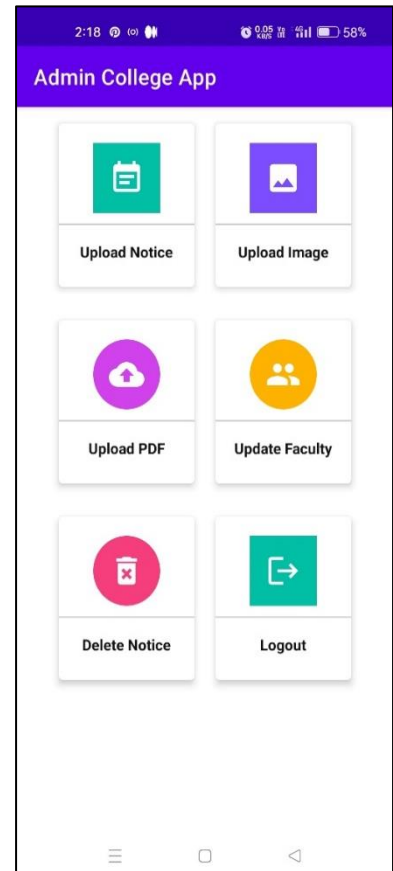 2:18 0.05 KB/S 4G 58%
Admin College App
Upload Notice Upload Image
Upload PDF Update Faculty
Delete Notice Logout